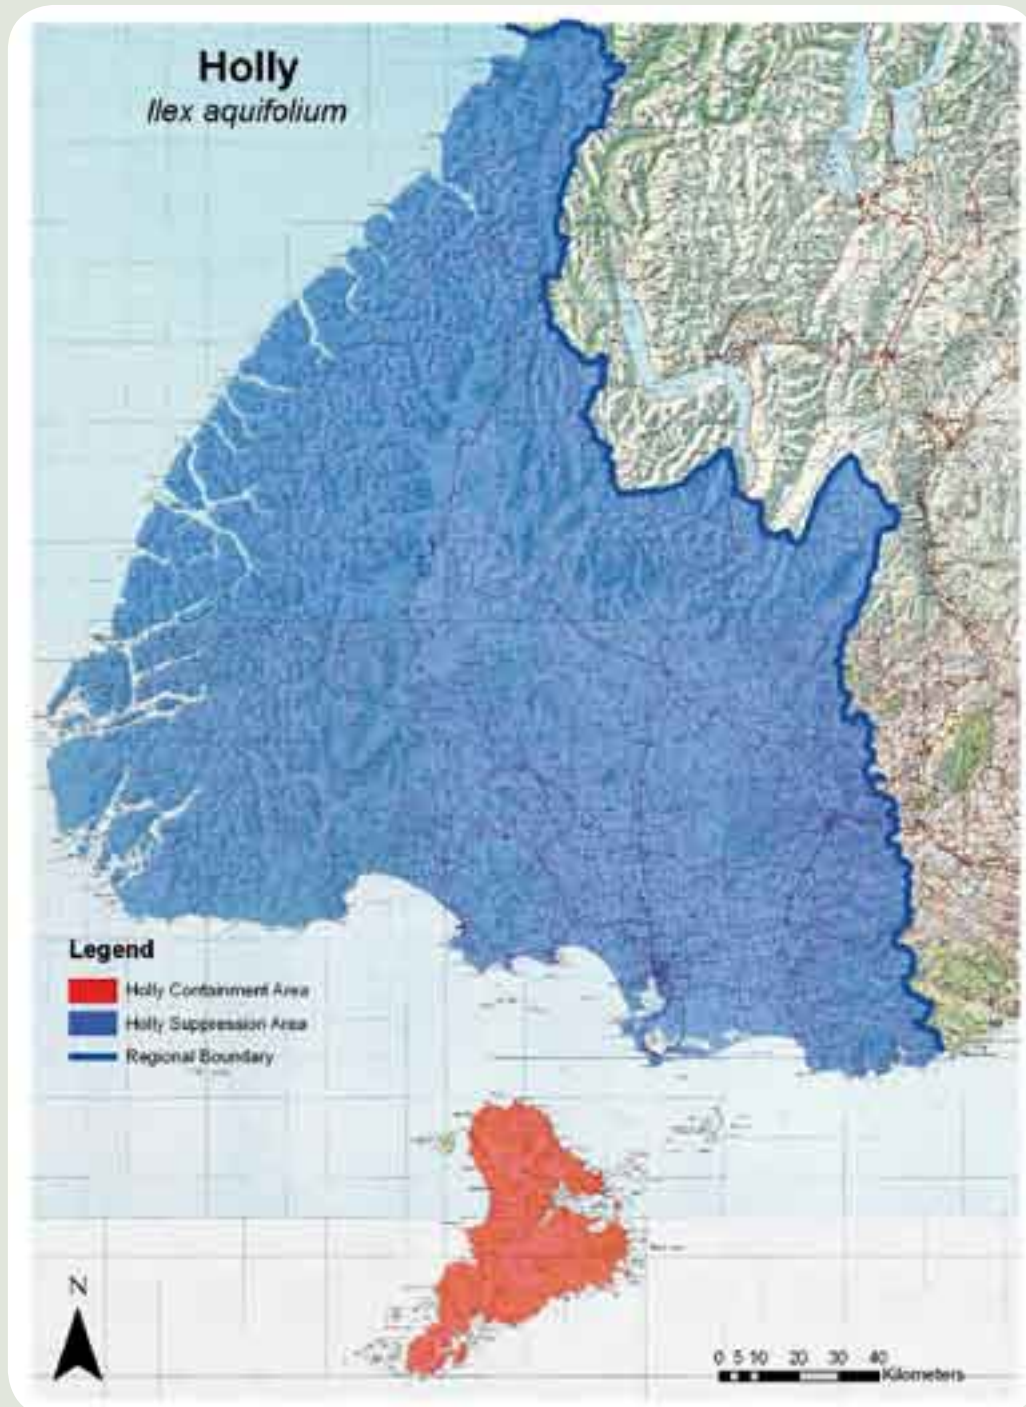 Holly
Ilex aquifolium
Legend
Holly Containment Area
Holly Suppression Area
Regional Boundary
N
0 5 10 20 30 40
Kilometers